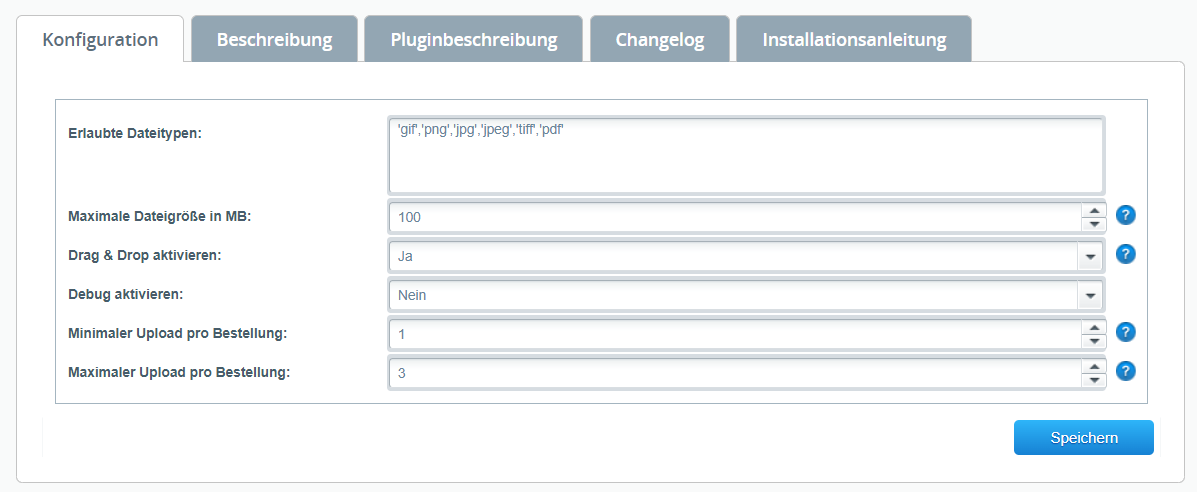 Konfiguration Beschreibung Pluginbeschreibung Changelog Installationsanleitung
Erlaubte Dateitypen: 'gif','png','jpg','jpeg','tiff','pdf'
Maximale Dateigröße in MB: 100 ?
Drag & Drop aktivieren: Ja ?
Debug aktivieren: Nein
Minimaler Upload pro Bestellung: 1 ?
Maximaler Upload pro Bestellung: 3 ?
Speichern